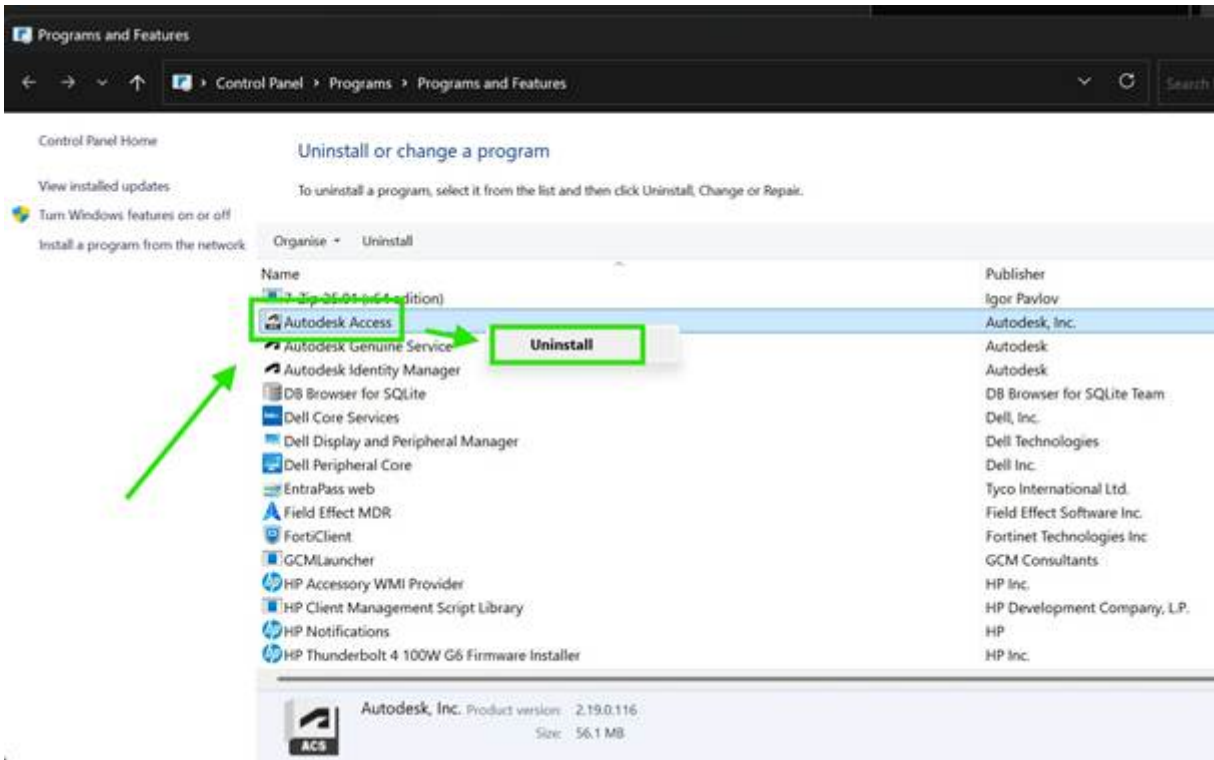 Programs and Features
Control Panel › Programs › Programs and Features
Search
Control Panel Home
View installed updates
Turn Windows features on or off
Install a program from the network
Uninstall or change a program
To uninstall a program, select it from the list and then click Uninstall, Change or Repair.
Organise Uninstall
Name Publisher
7-Zip 25.01 (x64 edition) Igor Pavlov
Autodesk Access Autodesk, Inc.
Uninstall
Autodesk Genuine Service Autodesk
Autodesk Identity Manager Autodesk
DB Browser for SQLite DB Browser for SQLite Team
Dell Core Services Dell, Inc.
Dell Display and Peripheral Manager Dell Technologies
Dell Peripheral Core Dell Inc.
EntraPass web Tyco International Ltd.
Field Effect MDR Field Effect Software Inc.
FortiClient Fortinet Technologies Inc
GCMLauncher GCM Consultants
HP Accessory WMI Provider HP Inc.
HP Client Management Script Library HP Development Company, L.P.
HP Notifications HP
HP Thunderbolt 4 100W G6 Firmware Installer HP Inc.
Autodesk, Inc. Product version: 2.19.0.116
Size: 56.1 MB
ACS